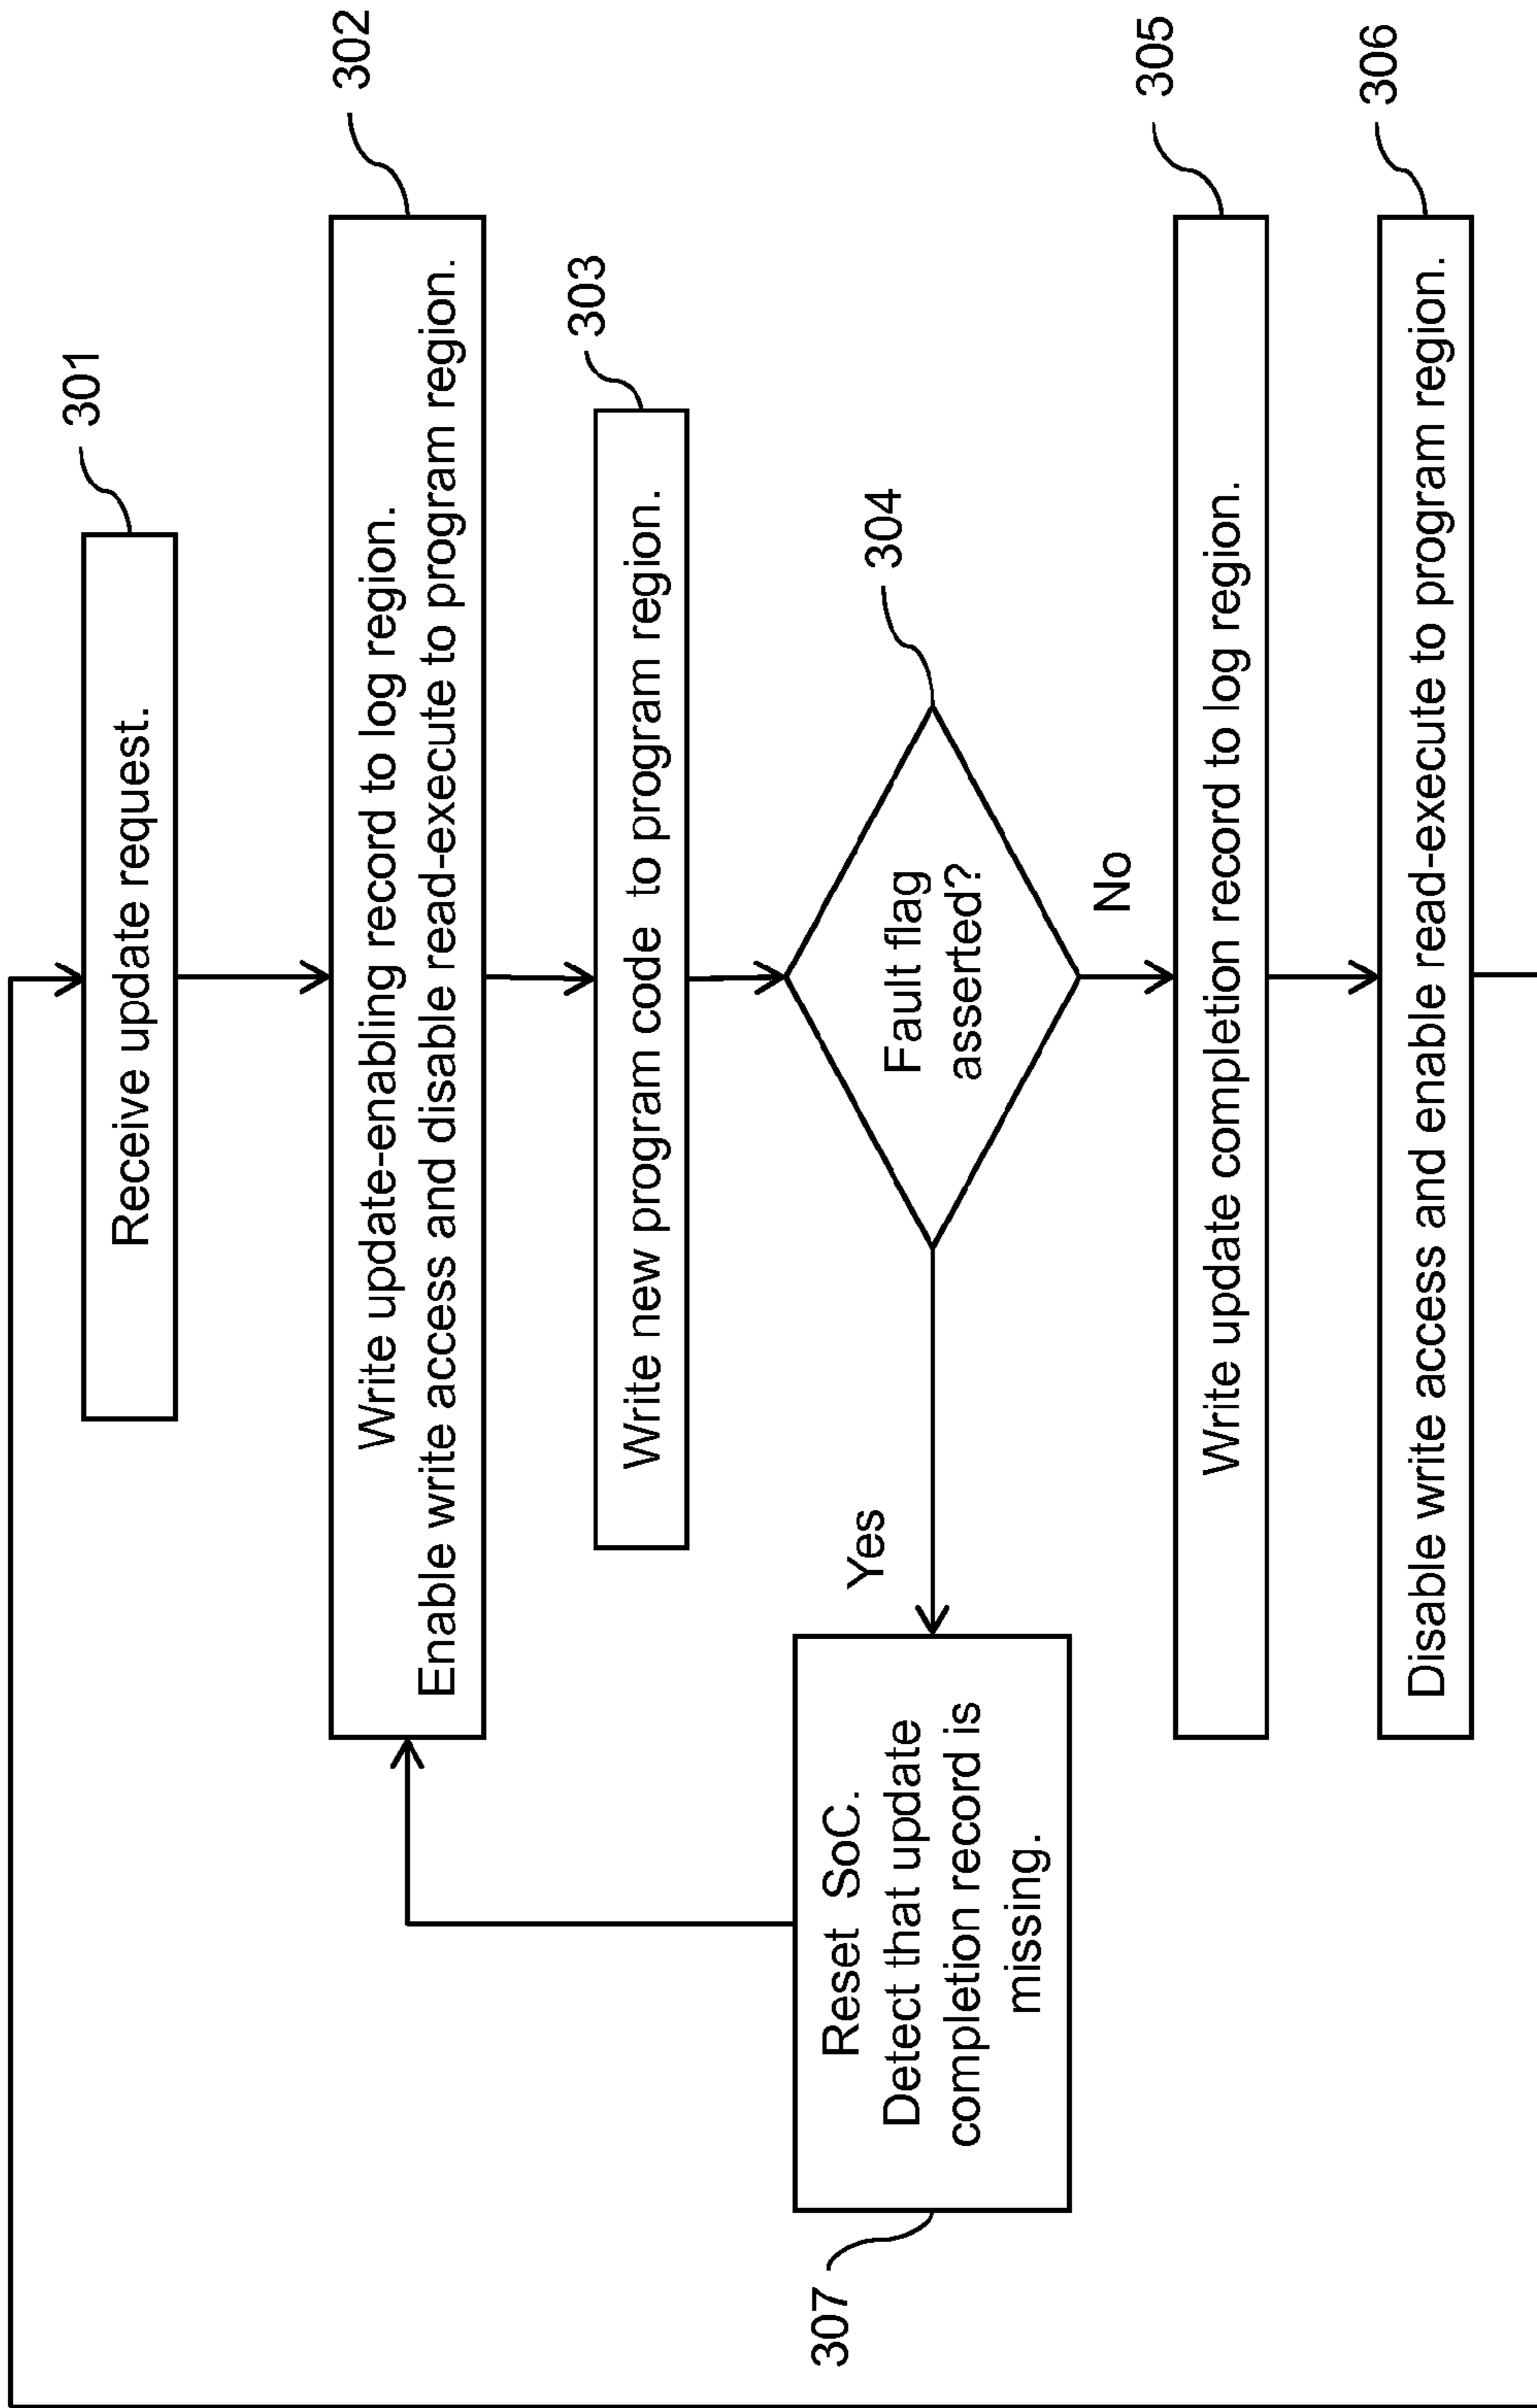 301
Receive update request.
302
Write update-enabling record to log region.
Enable write access and disable read-execute to program region.
303
Write new program code to program region.
304
Fault flag
asserted?
Yes
No
307
Reset SoC.
Detect that update
completion record is
missing.
305
Write update completion record to log region.
306
Disable write access and enable read-execute to program region.